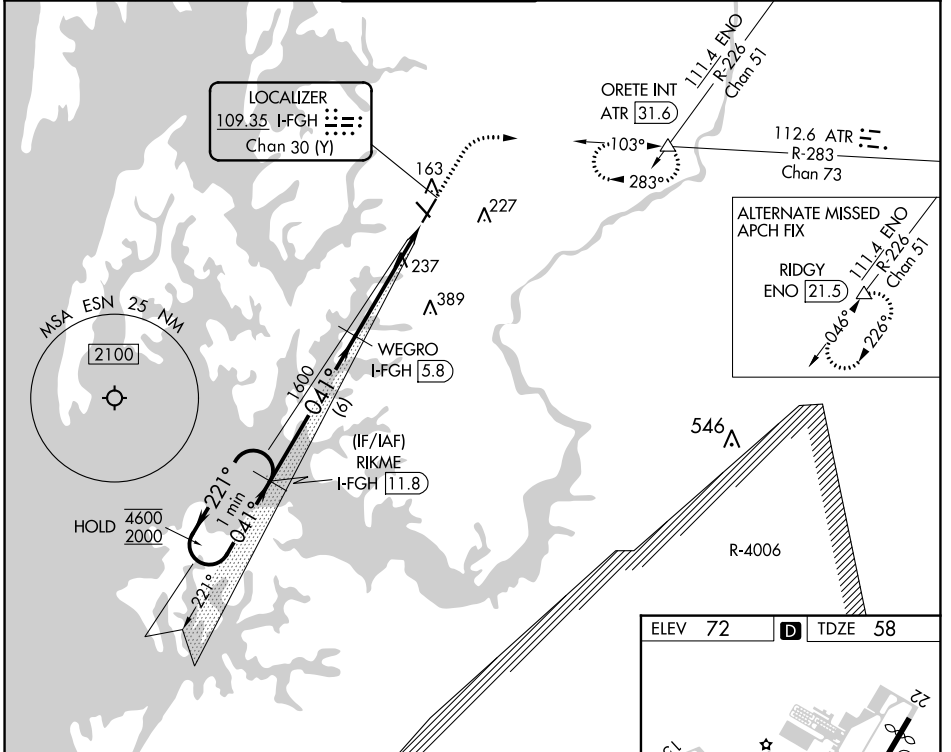 LOCALIZER
109.35 I-FGH
Chan 30 (Y)
111.4 ENO
R-226
Chan 51
ORETE INT
ATR 31.6
103°
283°
112.6 ATR
R-283
Chan 73
163
227
237
389
ALTERNATE MISSED
APCH FIX
111.4 ENO
R-226
Chan 51
RIDGY
ENO 21.5
046°
226°
MSA ESN 25 NM
2100
WEGRO
I-FGH 5.8
1600
041°
(6)
(IF/IAF)
RIKME
I-FGH 11.8
546
221°
1 min
041°
HOLD 4600
2000
221°
R-4006
ELEV 72 D TDZE 58
22